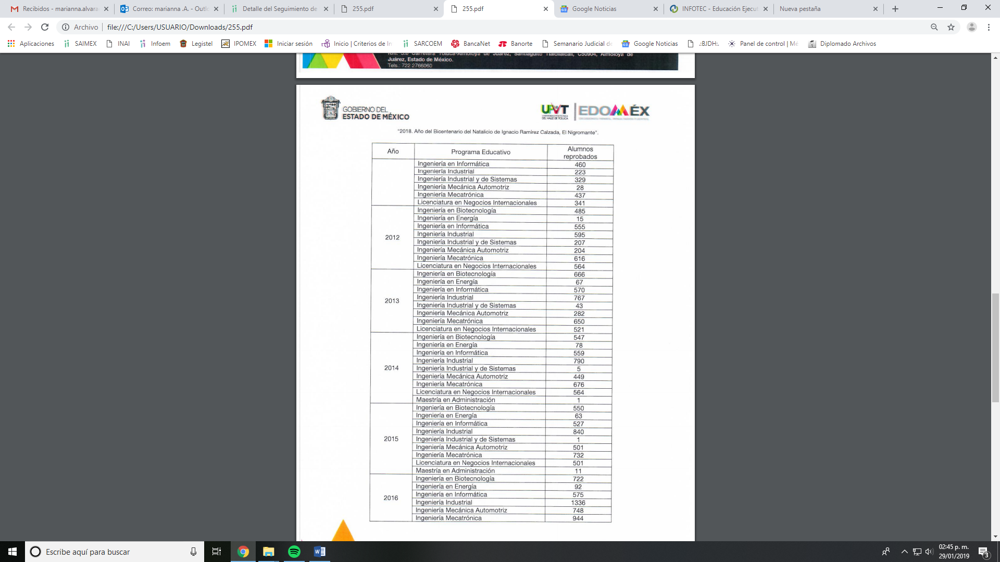 Recibidos - marianna.alvara
Correo: marianna .A. - Outl
Detalle del Seguimiento de
255.pdf
255.pdf
Google Noticias
INFOTEC - Educación Ejecut
Nueva pestaña
Archivo
file:///C:/Users/USUARIO/Downloads/255.pdf
Aplicaciones
SAIMEX
INAI
Infoem
Legistel
IPOMEX
Iniciar sesión
Inicio | Criterios de In
SARCOEM
BancaNet
Banorte
Semanario Judicial de
Google Noticias
.:BJDH:.
Panel de control | Mé
Diplomado Archivos
Km. 5.6 Carretera Toluca-Almoloya de Juárez, Santiaguito Tlalcilalcali, C50904, Almoloya de
Juárez, Estado de México.
Tels.: 722 2766060
GOBIERNO DEL
ESTADO DE MÉXICO
UPVT
UNIVERSIDAD POLITÉCNICA
DEL VALLE DE TOLUCA
EDOMÉX
"2018. Año del Bicentenario del Natalicio de Ignacio Ramírez Calzada, El Nigromante".
Año Programa Educativo Alumnos reprobados
Ingeniería en Informática 460
Ingeniería Industrial 223
Ingeniería Industrial y de Sistemas 329
Ingeniería Mecánica Automotriz 28
Ingeniería Mecatrónica 437
Licenciatura en Negocios Internacionales 341
2012
Ingeniería en Biotecnología 485
Ingeniería en Energía 15
Ingeniería en Informática 555
Ingeniería Industrial 595
Ingeniería Industrial y de Sistemas 207
Ingeniería Mecánica Automotriz 204
Ingeniería Mecatrónica 616
Licenciatura en Negocios Internacionales 564
2013
Ingeniería en Biotecnología 666
Ingeniería en Energía 67
Ingeniería en Informática 570
Ingeniería Industrial 767
Ingeniería Industrial y de Sistemas 43
Ingeniería Mecánica Automotriz 282
Ingeniería Mecatrónica 650
Licenciatura en Negocios Internacionales 521
2014
Ingeniería en Biotecnología 547
Ingeniería en Energía 78
Ingeniería en Informática 559
Ingeniería Industrial 790
Ingeniería Industrial y de Sistemas 5
Ingeniería Mecánica Automotriz 449
Ingeniería Mecatrónica 676
Licenciatura en Negocios Internacionales 564
Maestría en Administración 1
2015
Ingeniería en Biotecnología 550
Ingeniería en Energía 63
Ingeniería en Informática 527
Ingeniería Industrial 840
Ingeniería Industrial y de Sistemas 1
Ingeniería Mecánica Automotriz 501
Ingeniería Mecatrónica 732
Licenciatura en Negocios Internacionales 501
Maestría en Administración 11
2016
Ingeniería en Biotecnología 722
Ingeniería en Energía 92
Ingeniería en Informática 575
Ingeniería Industrial 1336
Ingeniería Mecánica Automotriz 748
Ingeniería Mecatrónica 944
Escribe aquí para buscar
02:45 p. m.
29/01/2019
3